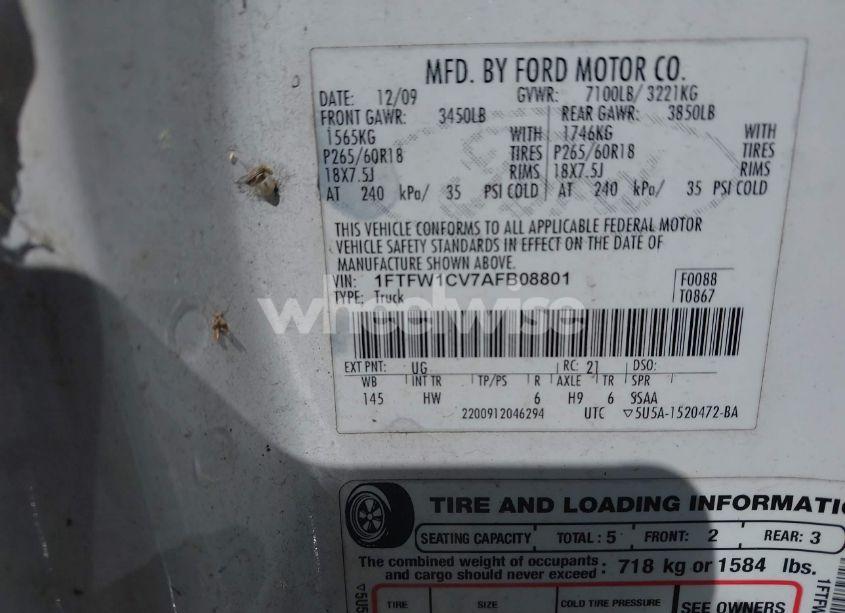 MFD. BY FORD MOTOR CO.
DATE: 12/09 GVWR: 7100LB/ 3221KG
FRONT GAWR: 3450LB REAR GAWR: 3850LB
1565KG WITH 1746KG WITH
P265/60R18 TIRES P265/60R18 TIRES
18X7.5J RIMS 18X7.5J RIMS
AT 240 kPa/ 35 PSI COLD AT 240 kPa/ 35 PSI COLD
THIS VEHICLE CONFORMS TO ALL APPLICABLE FEDERAL MOTOR
VEHICLE SAFETY STANDARDS IN EFFECT ON THE DATE OF
MANUFACTURE SHOWN ABOVE.
VIN: 1FTFW1CV7AFB08801 F0088
TYPE: Truck T0867
wheelwise
EXT PNT: UG RC: 21 DSO:
WB INT TR TP/PS R AXLE TR SPR
145 HW 6 H9 6 9SAA
2200912046294 UTC ▽5U5A-1520472-BA
TIRE AND LOADING INFORMATIO
SEATING CAPACITY TOTAL: 5 FRONT: 2 REAR: 3
The combined weight of occupants
and cargo should never exceed : 718 kg or 1584 lbs.
TIRE SIZE COLD TIRE PRESSURE SEE OWNERS
▽5U5
1FTF